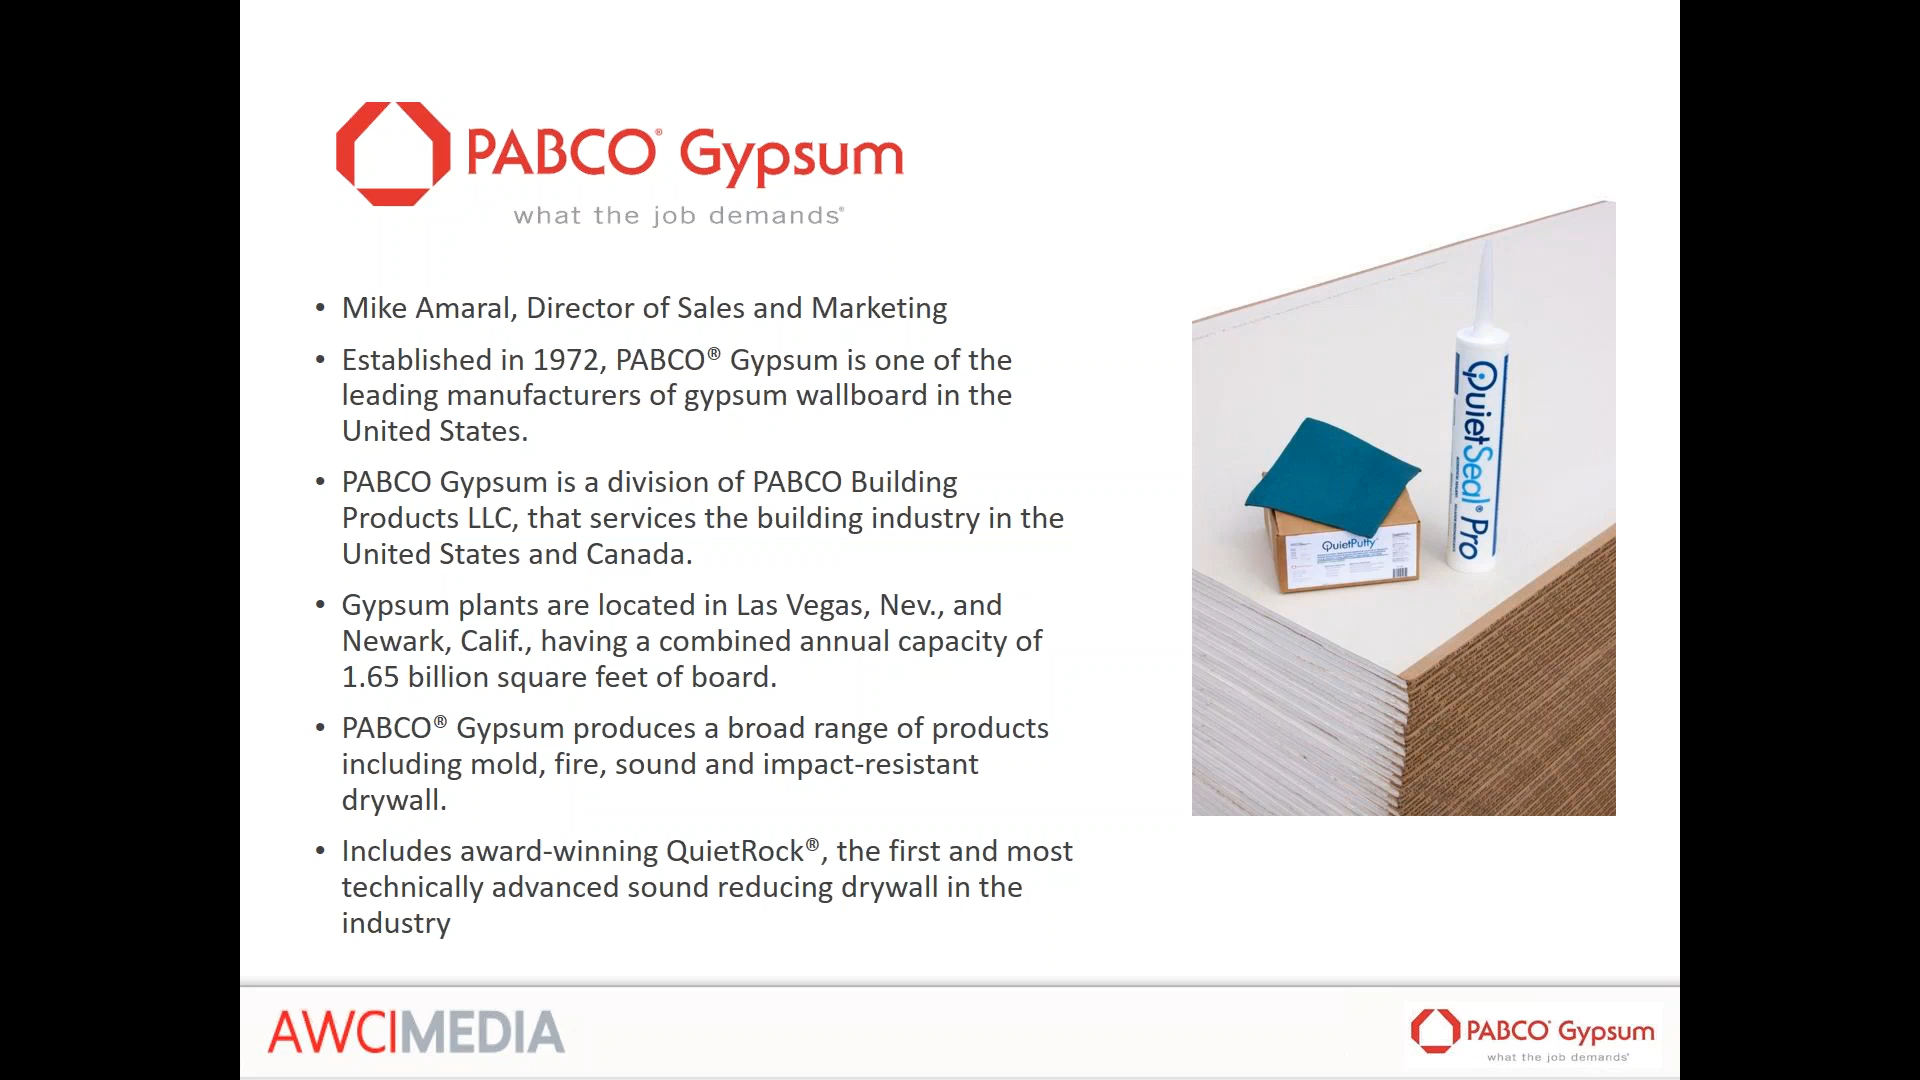 PABCO® Gypsum
what the job demands®
• Mike Amaral, Director of Sales and Marketing
• Established in 1972, PABCO® Gypsum is one of the
leading manufacturers of gypsum wallboard in the
United States.
• PABCO Gypsum is a division of PABCO Building
Products LLC, that services the building industry in the
United States and Canada.
• Gypsum plants are located in Las Vegas, Nev., and
Newark, Calif., having a combined annual capacity of
1.65 billion square feet of board.
• PABCO® Gypsum produces a broad range of products
including mold, fire, sound and impact-resistant
drywall.
• Includes award-winning QuietRock®, the first and most
technically advanced sound reducing drywall in the
industry
QuietSeal® Pro
QuietPutty
AWCIMEDIA
PABCO® Gypsum
what the job demands®